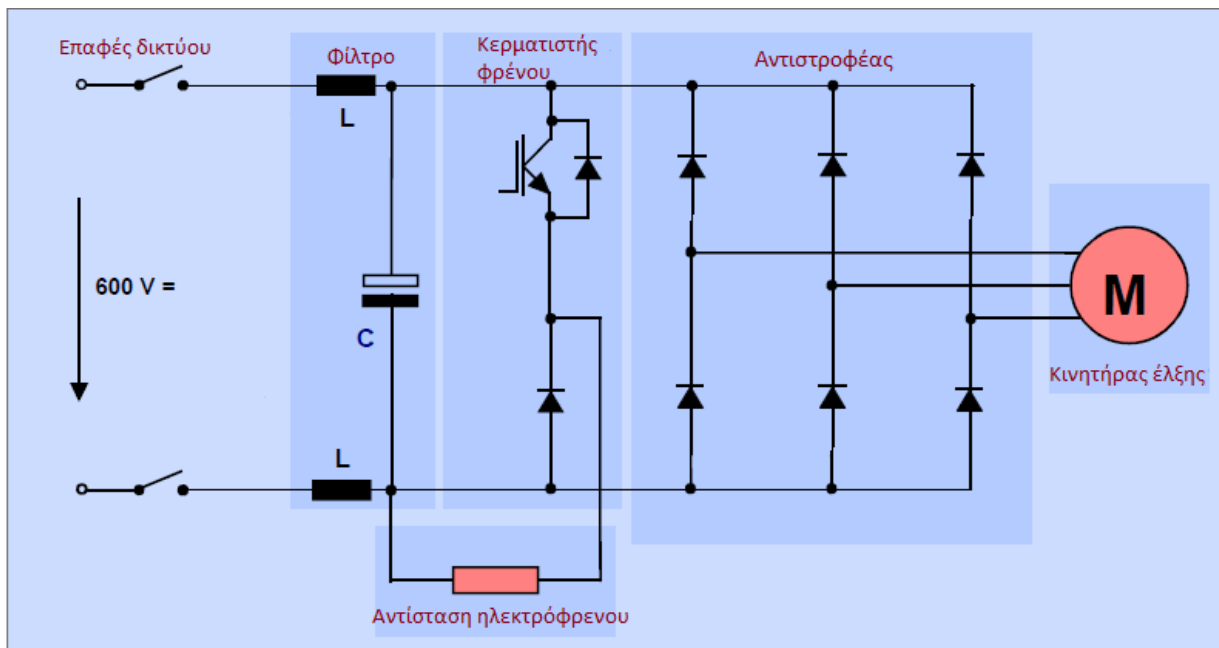 Επαφές δικτύου
Φίλτρο
Κερματιστής
φρένου
Αντιστροφέας
L
600 V =
C
M
Κινητήρας έλξης
L
Αντίσταση ηλεκτρόφρενου